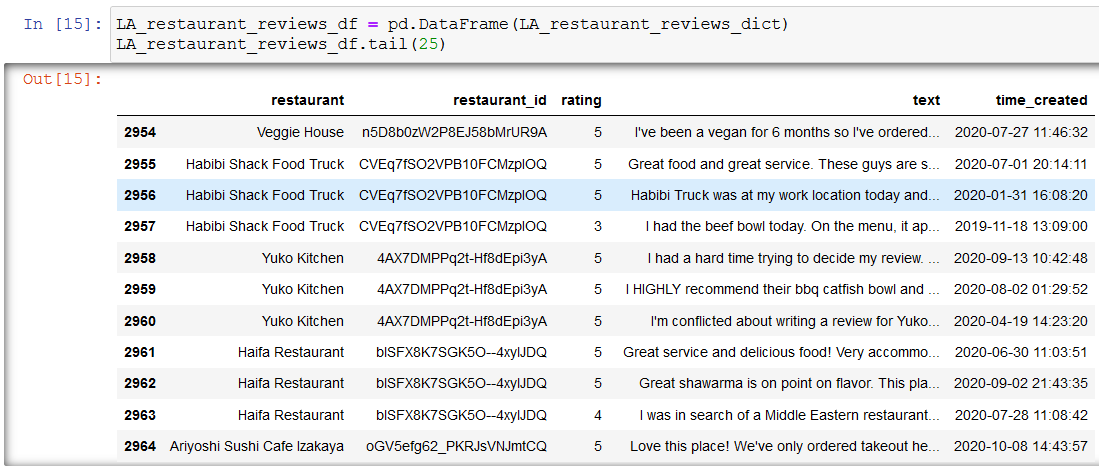 In [15]: LA_restaurant_reviews_df = pd.DataFrame(LA_restaurant_reviews_dict)
LA_restaurant_reviews_df.tail(25)
Out[15]:
restaurant restaurant_id rating text time_created
2954 Veggie House n5D8b0zW2P8EJ58bMrUR9A 5 I've been a vegan for 6 months so I've ordered... 2020-07-27 11:46:32
2955 Habibi Shack Food Truck CVEq7fSO2VPB10FCMzpIOQ 5 Great food and great service. These guys are s... 2020-07-01 20:14:11
2956 Habibi Shack Food Truck CVEq7fSO2VPB10FCMzpIOQ 5 Habibi Truck was at my work location today and... 2020-01-31 16:08:20
2957 Habibi Shack Food Truck CVEq7fSO2VPB10FCMzpIOQ 3 I had the beef bowl today. On the menu, it ap... 2019-11-18 13:09:00
2958 Yuko Kitchen 4AX7DMPPq2t-Hf8dEpi3yA 5 I had a hard time trying to decide my review. ... 2020-09-13 10:42:48
2959 Yuko Kitchen 4AX7DMPPq2t-Hf8dEpi3yA 5 I HIGHLY recommend their bbq catfish bowl and ... 2020-08-02 01:29:52
2960 Yuko Kitchen 4AX7DMPPq2t-Hf8dEpi3yA 5 I'm conflicted about writing a review for Yuko... 2020-04-19 14:23:20
2961 Haifa Restaurant blSFX8K7SGK5O--4xylJDQ 5 Great service and delicious food! Very accommo... 2020-06-30 11:03:51
2962 Haifa Restaurant blSFX8K7SGK5O--4xylJDQ 5 Great shawarma is on point on flavor. This pla... 2020-09-02 21:43:35
2963 Haifa Restaurant blSFX8K7SGK5O--4xylJDQ 4 I was in search of a Middle Eastern restaurant... 2020-07-28 11:08:42
2964 Ariyoshi Sushi Cafe Izakaya oGV5efg62_PKRJsVNJmtCQ 5 Love this place! We've only ordered takeout he... 2020-10-08 14:43:57